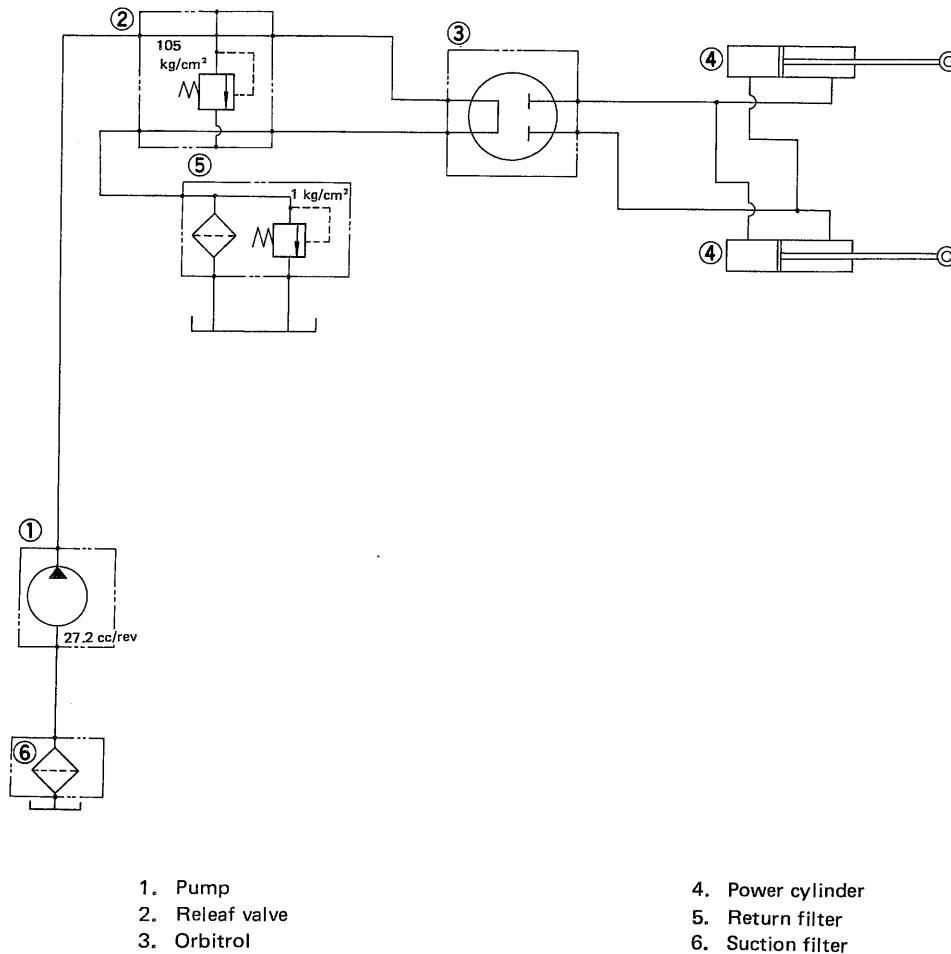 ②
105
kg/cm²
③
④
⑤
1 kg/cm²
④
①
27.2 cc/rev
⑥
1. Pump
2. Releaf valve
3. Orbitrol
4. Power cylinder
5. Return filter
6. Suction filter